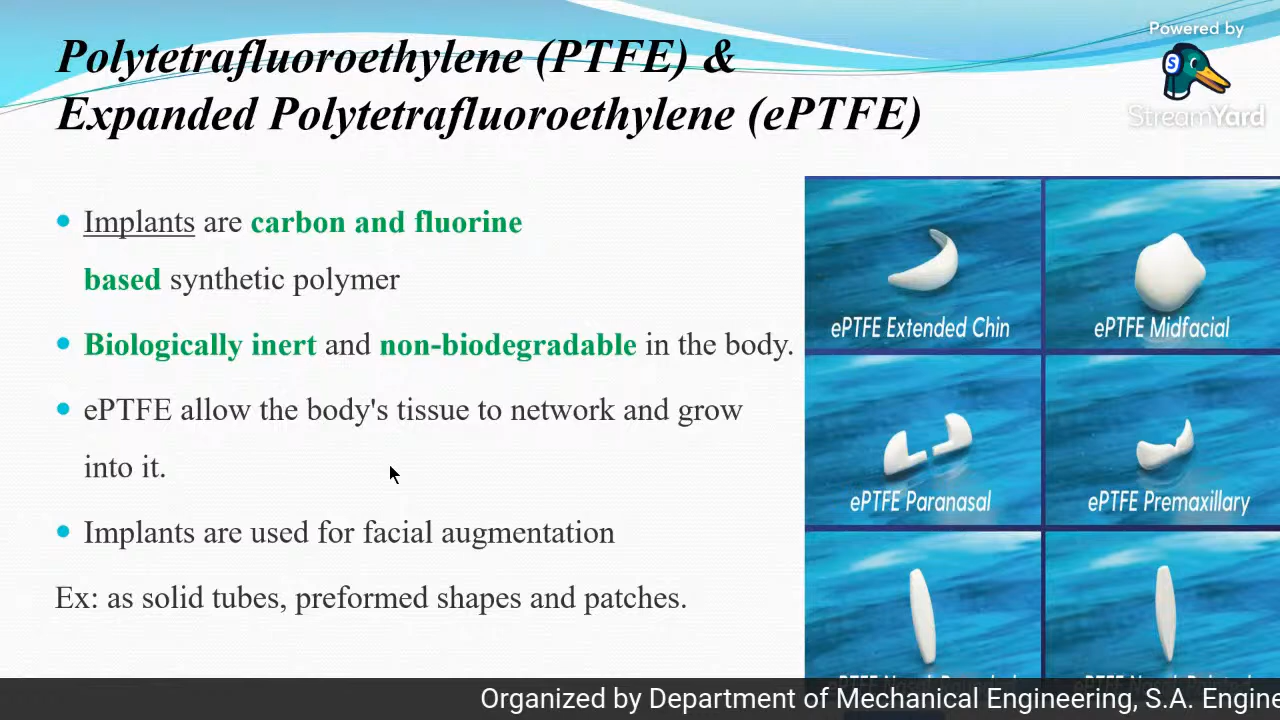 Polytetrafluoroethylene (PTFE) &
Expanded Polytetrafluoroethylene (ePTFE)
Powered by
StreamYard
Implants are carbon and fluorine
based synthetic polymer
Biologically inert and non-biodegradable in the body.
ePTFE allow the body's tissue to network and grow
into it.
Implants are used for facial augmentation
Ex: as solid tubes, preformed shapes and patches.
ePTFE Extended Chin
ePTFE Midfacial
ePTFE Paranasal
ePTFE Premaxillary
Organized by Department of Mechanical Engineering, S.A. Engine